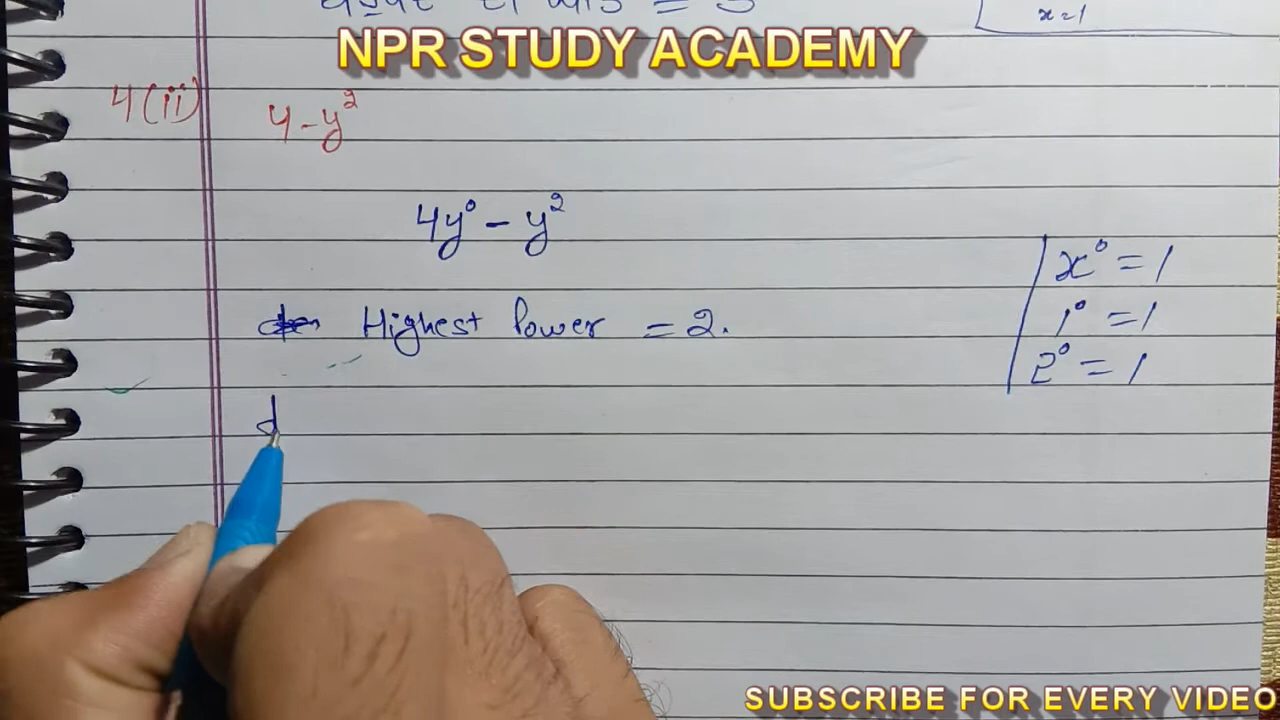 x=1
NPR STUDY ACADEMY
4(ii) 4-y²
4y⁰ - y²
Highest Power = 2.
x⁰ = 1
1⁰ = 1
2⁰ = 1
d
SUBSCRIBE FOR EVERY VIDEO